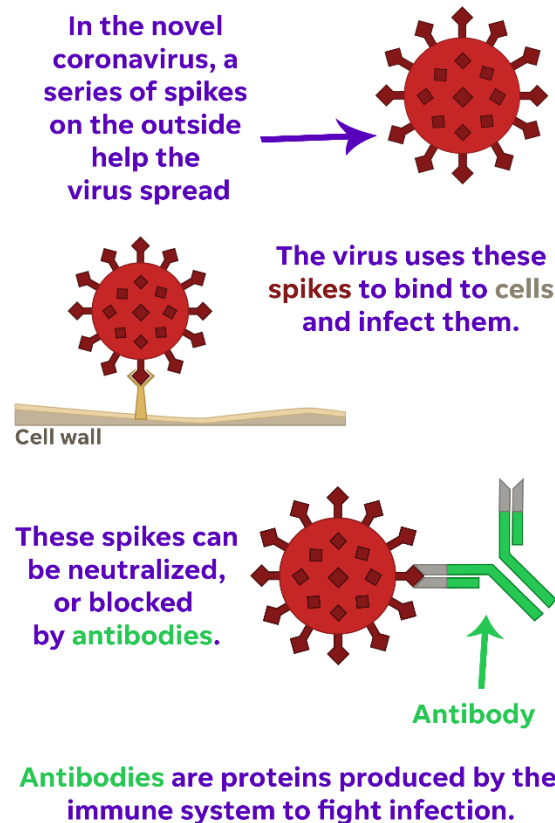 In the novel
coronavirus, a
series of spikes
on the outside
help the
virus spread
The virus uses these
spikes to bind to cells
and infect them.
Cell wall
These spikes can
be neutralized,
or blocked
by antibodies.
Antibody
Antibodies are proteins produced by the
immune system to fight infection.